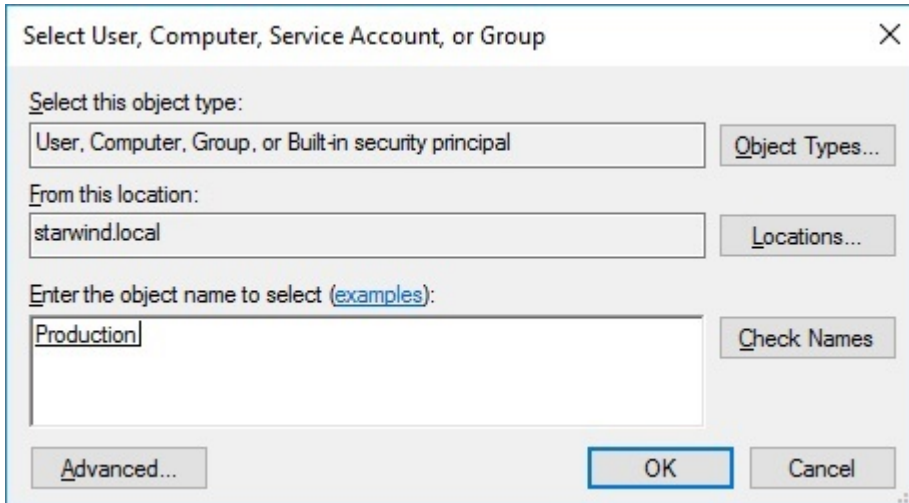 Select User, Computer, Service Account, or Group
Select this object type:
User, Computer, Group, or Built-in security principal
Object Types...
From this location:
starwind.local
Locations...
Enter the object name to select (examples):
Production
Check Names
Advanced...
OK
Cancel